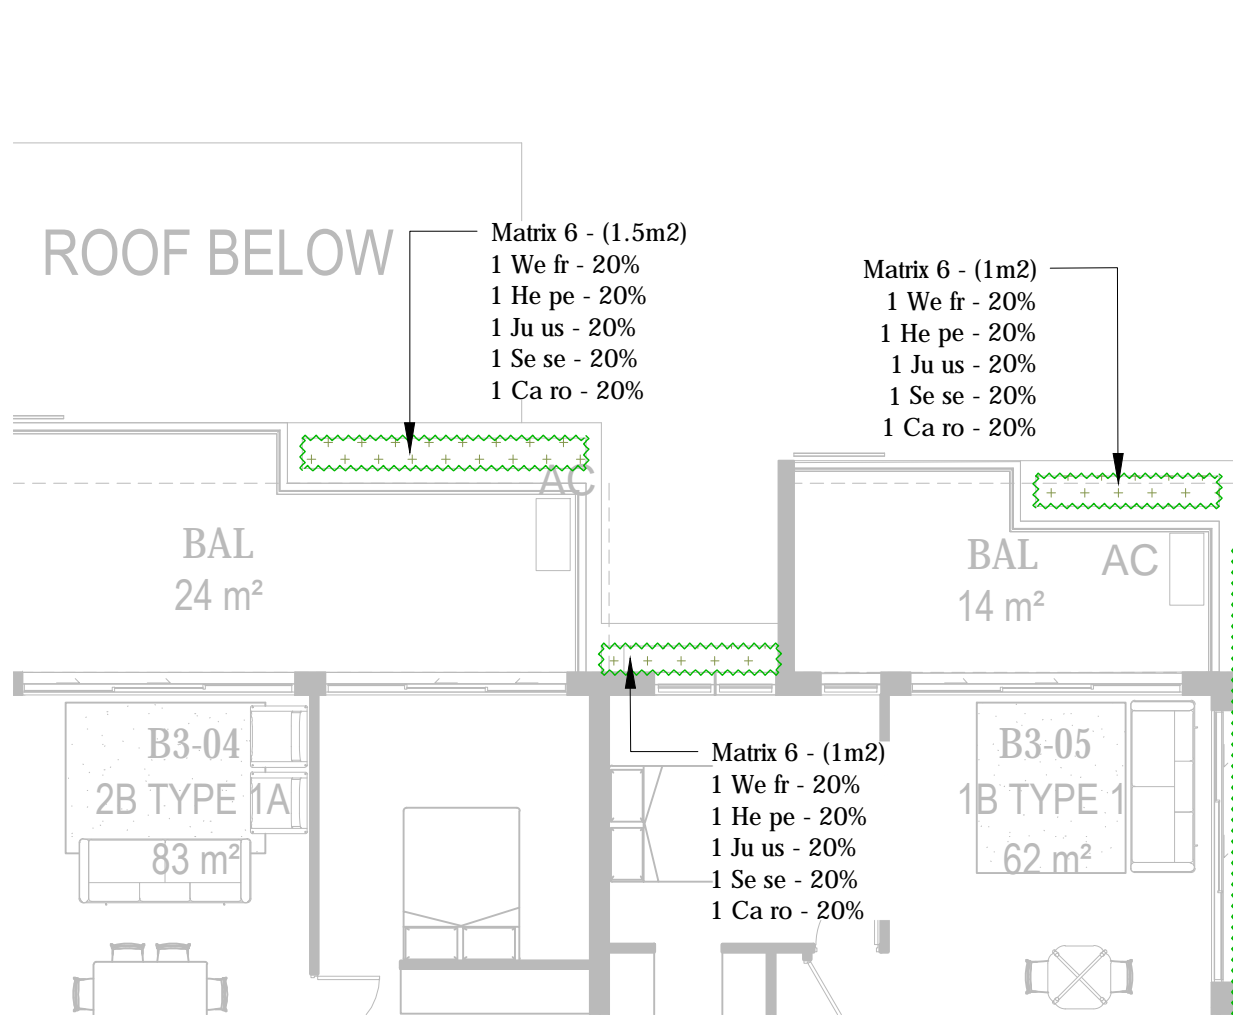 ROOF BELOW
Matrix 6 - (1.5m2)
1 We fr - 20%
1 He pe - 20%
1 Ju us - 20%
1 Se se - 20%
1 Ca ro - 20%
Matrix 6 - (1m2)
1 We fr - 20%
1 He pe - 20%
1 Ju us - 20%
1 Se se - 20%
1 Ca ro - 20%
AC
BAL
24 m²
BAL
14 m²
AC
B3-04
2B TYPE 1A
83 m²
Matrix 6 - (1m2)
1 We fr - 20%
1 He pe - 20%
1 Ju us - 20%
1 Se se - 20%
1 Ca ro - 20%
B3-05
1B TYPE 1
62 m²